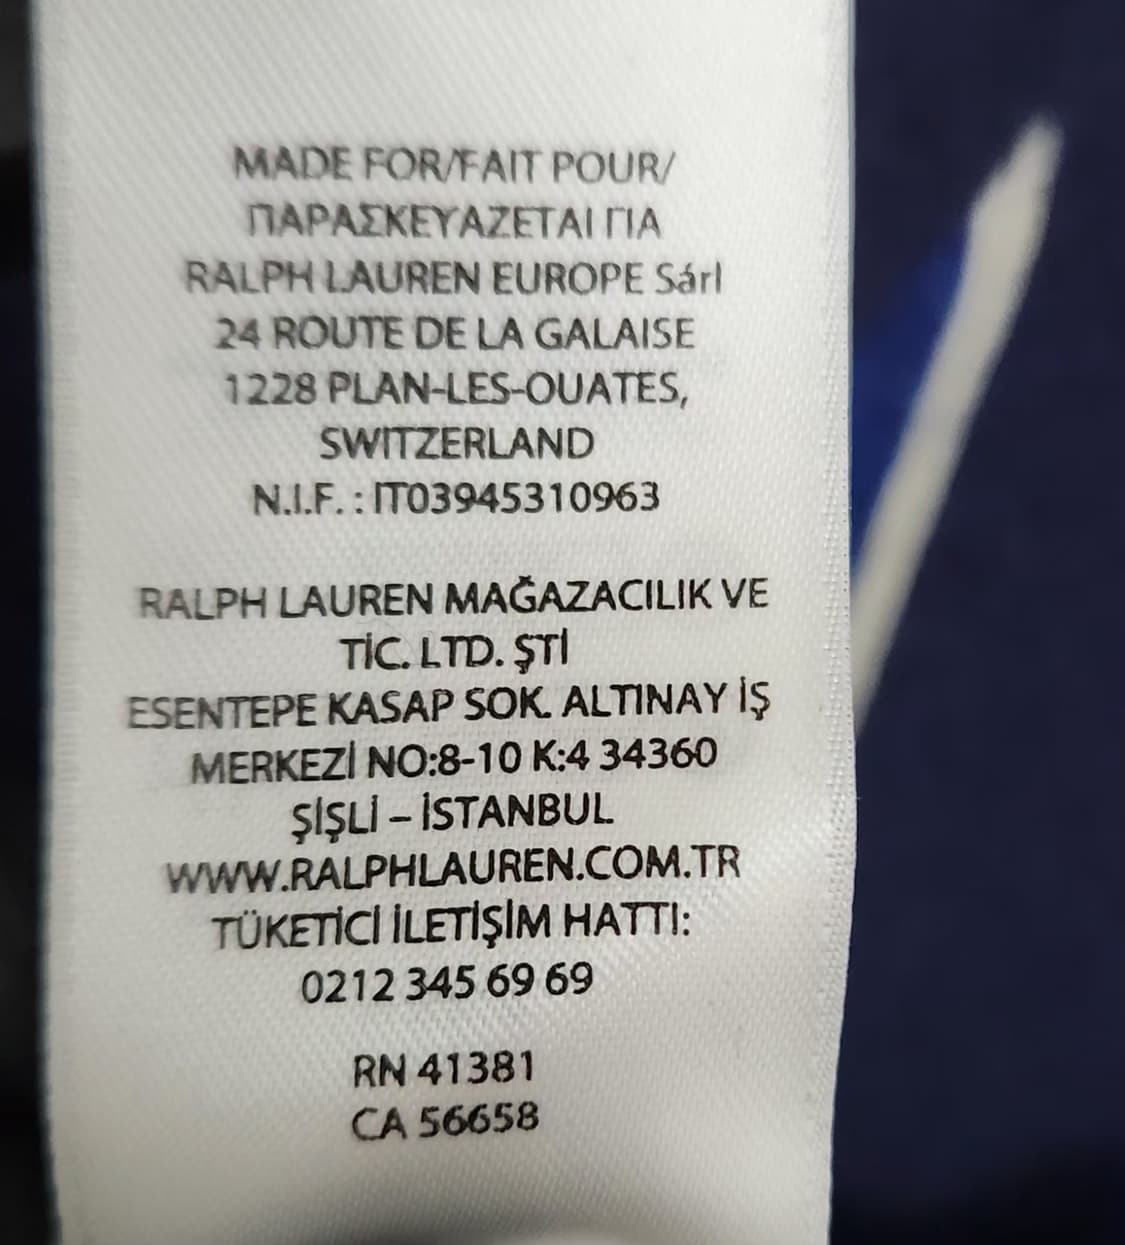 MADE FOR/FAIT POUR/
ΠΑΡΑΣΚΕΥΑΖΕΤΑΙ ΓΙΑ
RALPH LAUREN EUROPE Sárl
24 ROUTE DE LA GALAISE
1228 PLAN-LES-OUATES,
SWITZERLAND
N.I.F. : IT03945310963
RALPH LAUREN MAĞAZACILIK VE
TİC. LTD. ŞTİ
ESENTEPE KASAP SOK. ALTINAY İŞ
MERKEZİ NO:8-10 K:4 34360
ŞİŞLİ – İSTANBUL
WWW.RALPHLAUREN.COM.TR
TÜKETİCİ İLETİŞİM HATTI:
0212 345 69 69
RN 41381
CA 56658